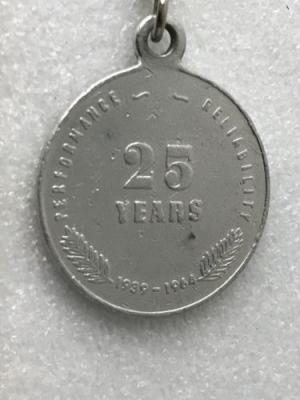 PERFORMANCE ~ ~ RELIABILITY
25
YEARS
1939-1964